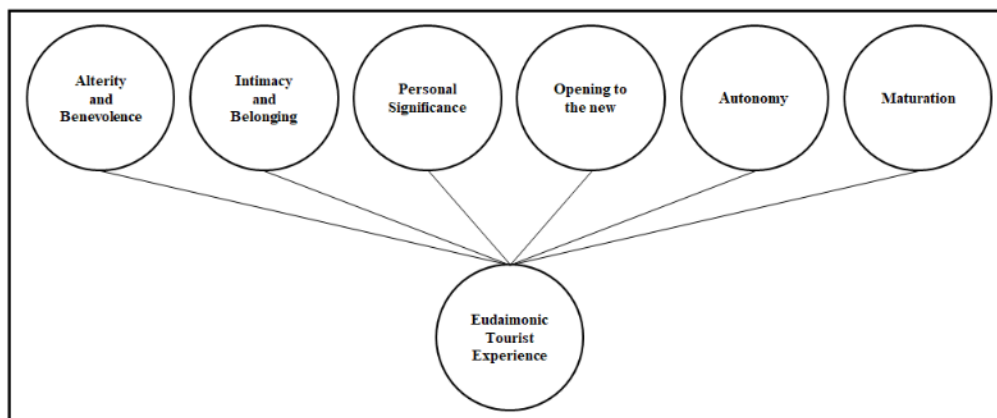 Alterity
and
Benevolence
Intimacy
and
Belonging
Personal
Significance
Opening to
the new
Autonomy
Maturation
Eudaimonic
Tourist
Experience